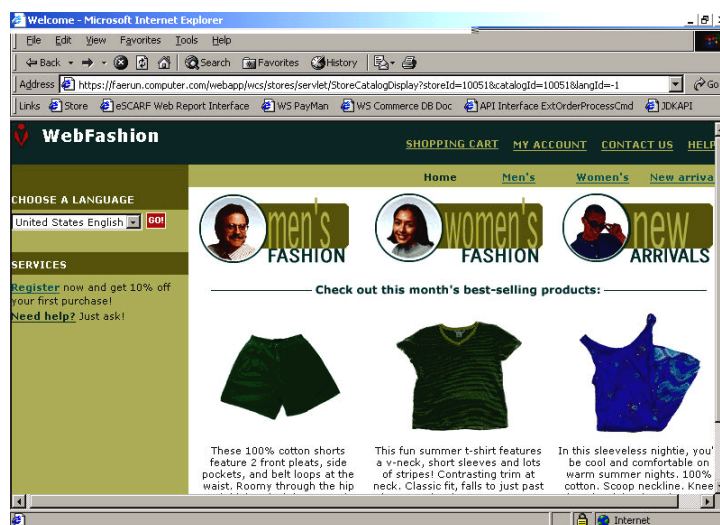 Welcome - Microsoft Internet Explorer
File Edit View Favorites Tools Help
Back Search Favorites History
Address https://faerun.computer.com/webapp/wcs/stores/servlet/StoreCatalogDisplay?storeId=10051&catalogId=10051&langId=-1 Go
Links Store eSCARF Web Report Interface WS PayMan WS Commerce DB Doc API Interface ExtOrderProcessCmd JDKAPI
WebFashion
SHOPPING CART MY ACCOUNT CONTACT US HELP
Home Men's Women's New arriva
CHOOSE A LANGUAGE
United States English GO!
SERVICES
Register now and get 10% off
your first purchase!
Need help? Just ask!
men's
FASHION
women's
FASHION
new
ARRIVALS
Check out this month's best-selling products:
These 100% cotton shorts
feature 2 front pleats, side
pockets, and belt loops at the
waist. Roomy through the hip
This fun summer t-shirt features
a v-neck, short sleeves and lots
of stripes! Contrasting trim at
neck. Classic fit, falls to just past
In this sleeveless nightie, you'
be cool and comfortable on
warm summer nights. 100%
cotton. Scoop neckline. Knee
Internet